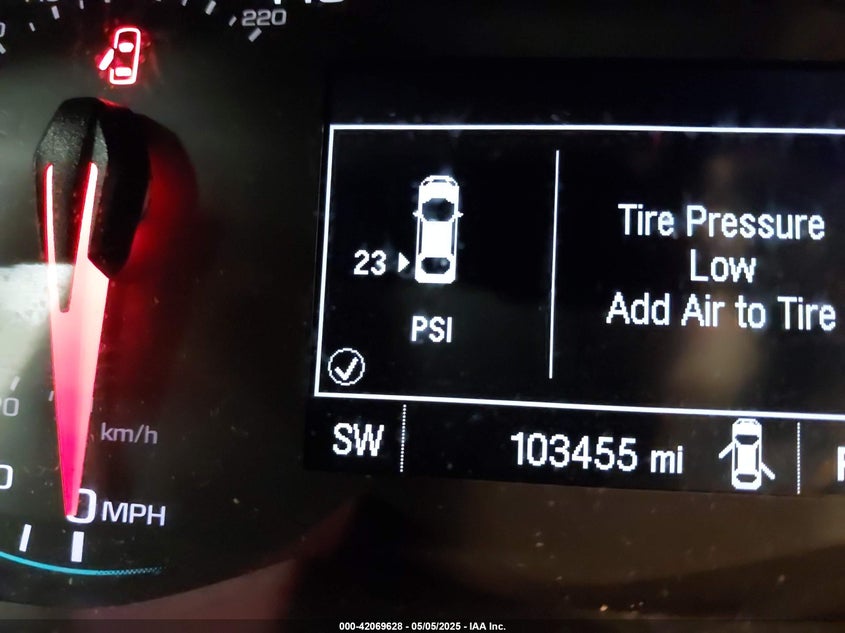 220
23
PSI
Tire Pressure
Low
Add Air to Tire
SW
103455 mi
km/h
0 MPH
000-42069628 - 05/05/2025 - IAA Inc.